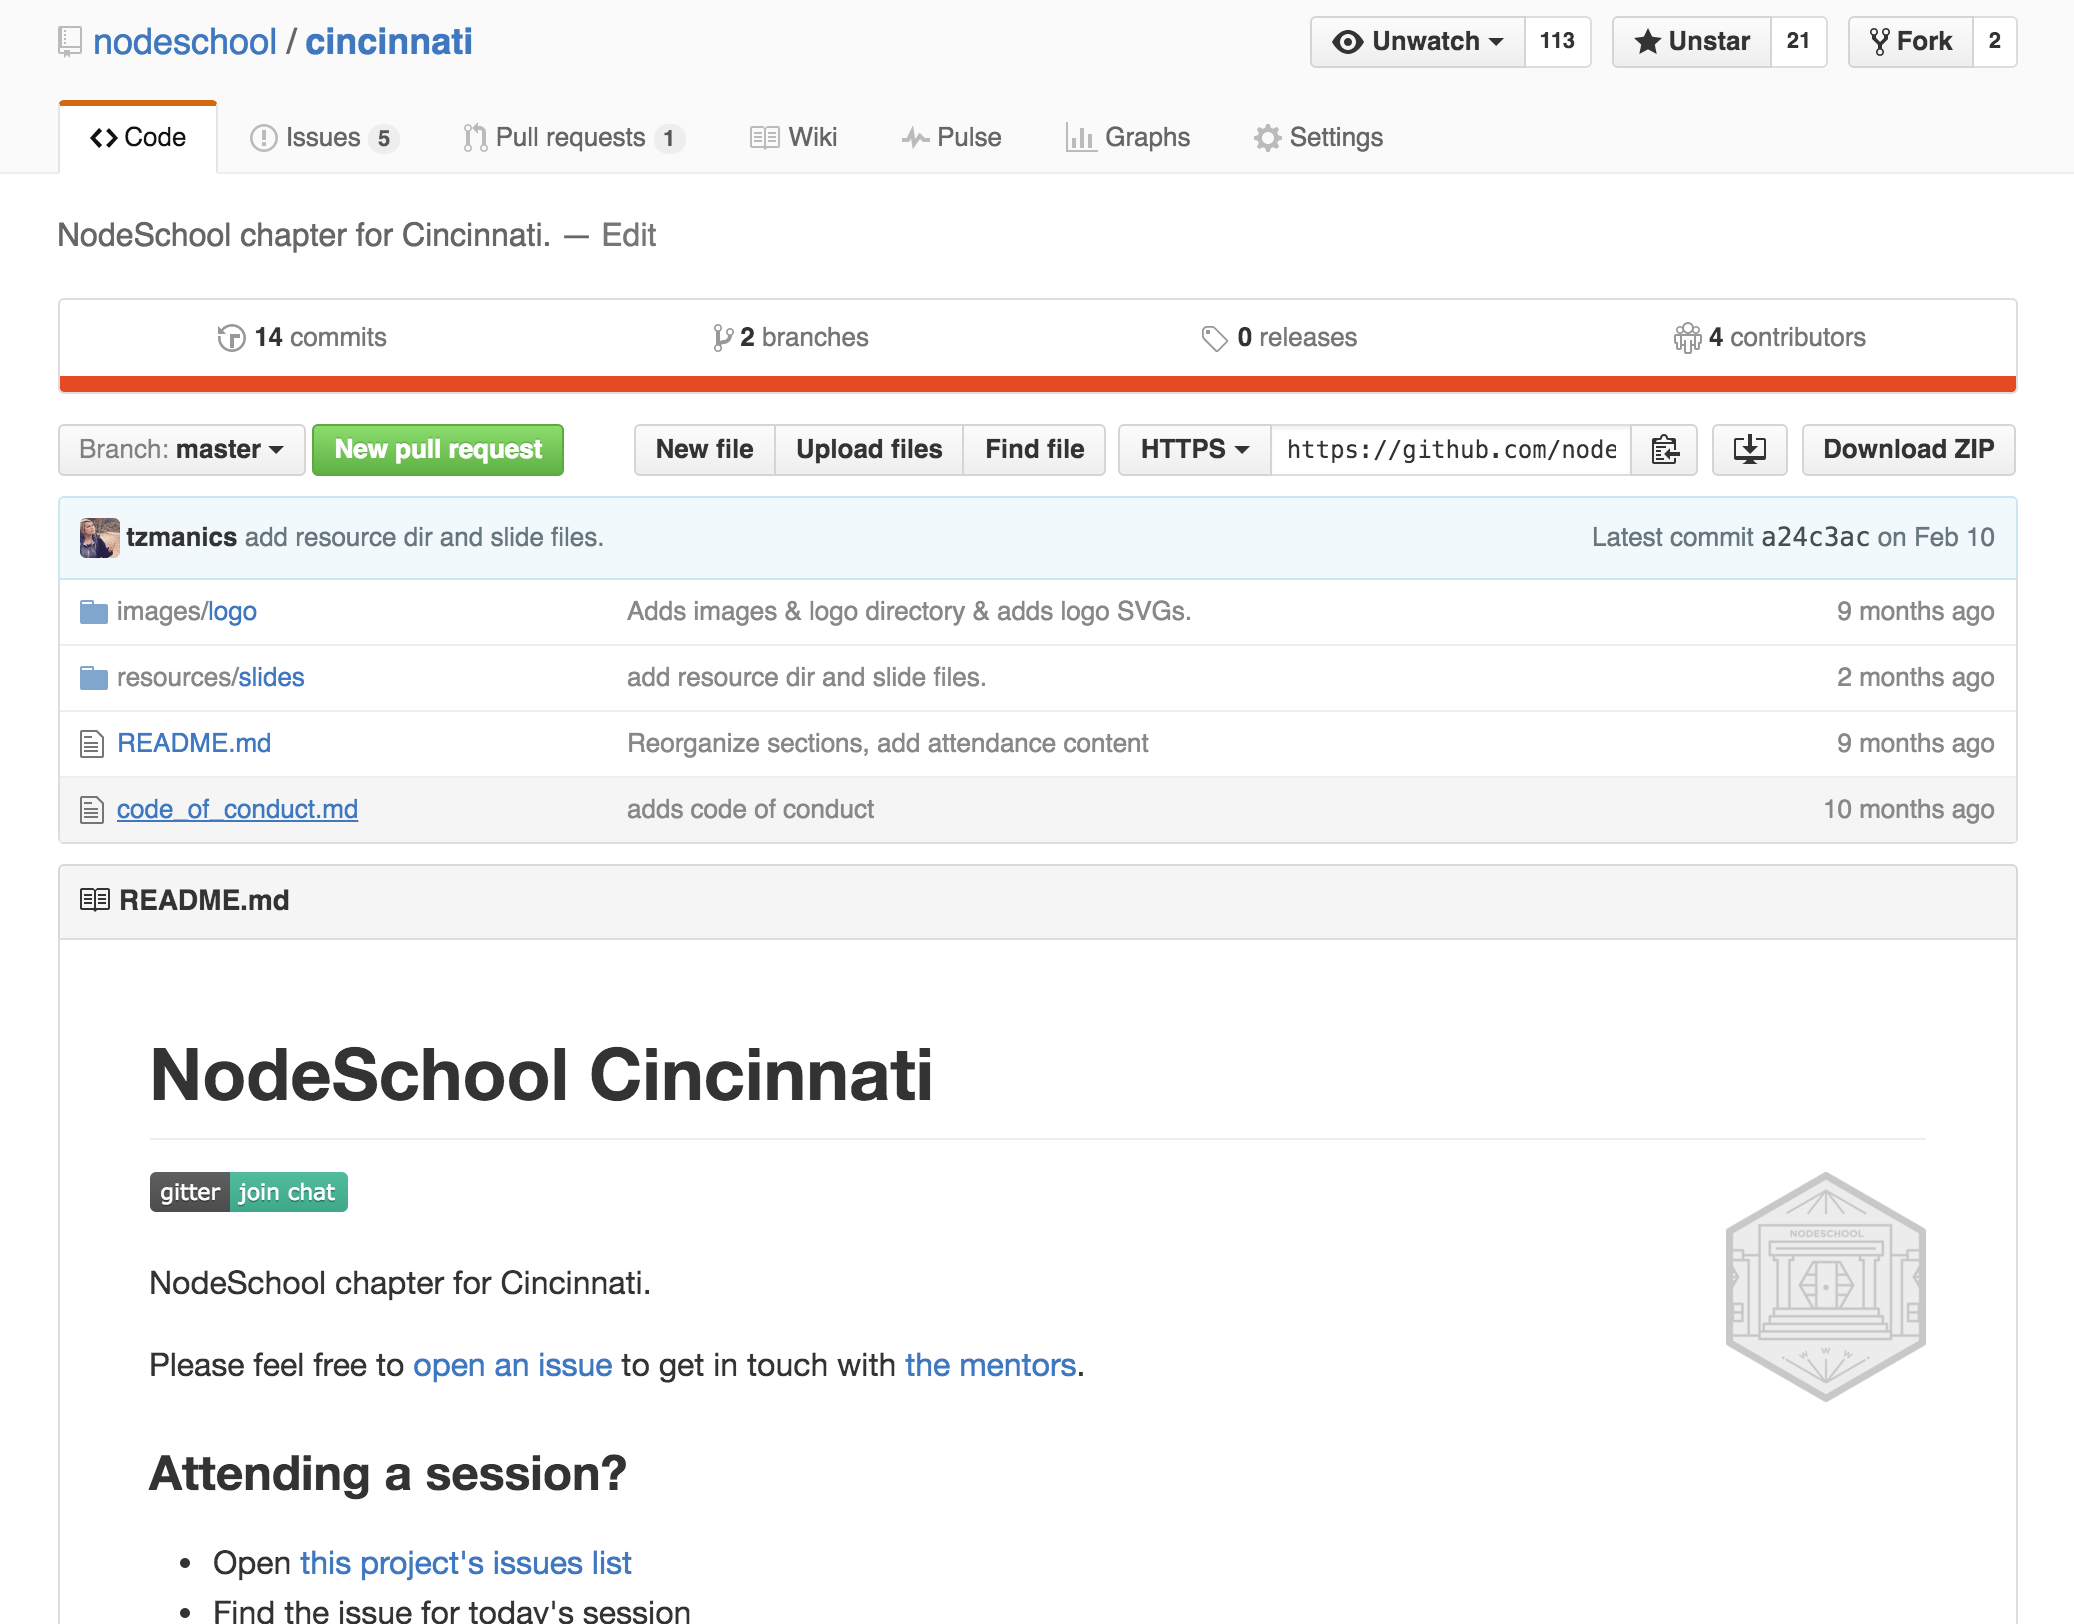 nodeschool / cincinnati
Unwatch 113
Unstar 21
Fork 2
Code
Issues 5
Pull requests 1
Wiki
Pulse
Graphs
Settings
NodeSchool chapter for Cincinnati. — Edit
14 commits
2 branches
0 releases
4 contributors
Branch: master
New pull request
New file
Upload files
Find file
HTTPS
https://github.com/node
Download ZIP
tzmanics add resource dir and slide files.
Latest commit a24c3ac on Feb 10
images/logo
Adds images & logo directory & adds logo SVGs.
9 months ago
resources/slides
add resource dir and slide files.
2 months ago
README.md
Reorganize sections, add attendance content
9 months ago
code_of_conduct.md
adds code of conduct
10 months ago
README.md
NodeSchool Cincinnati
gitter join chat
NODESCHOOL
W W W
NodeSchool chapter for Cincinnati.
Please feel free to open an issue to get in touch with the mentors.
Attending a session?
• Open this project's issues list
• Find the issue for today's session